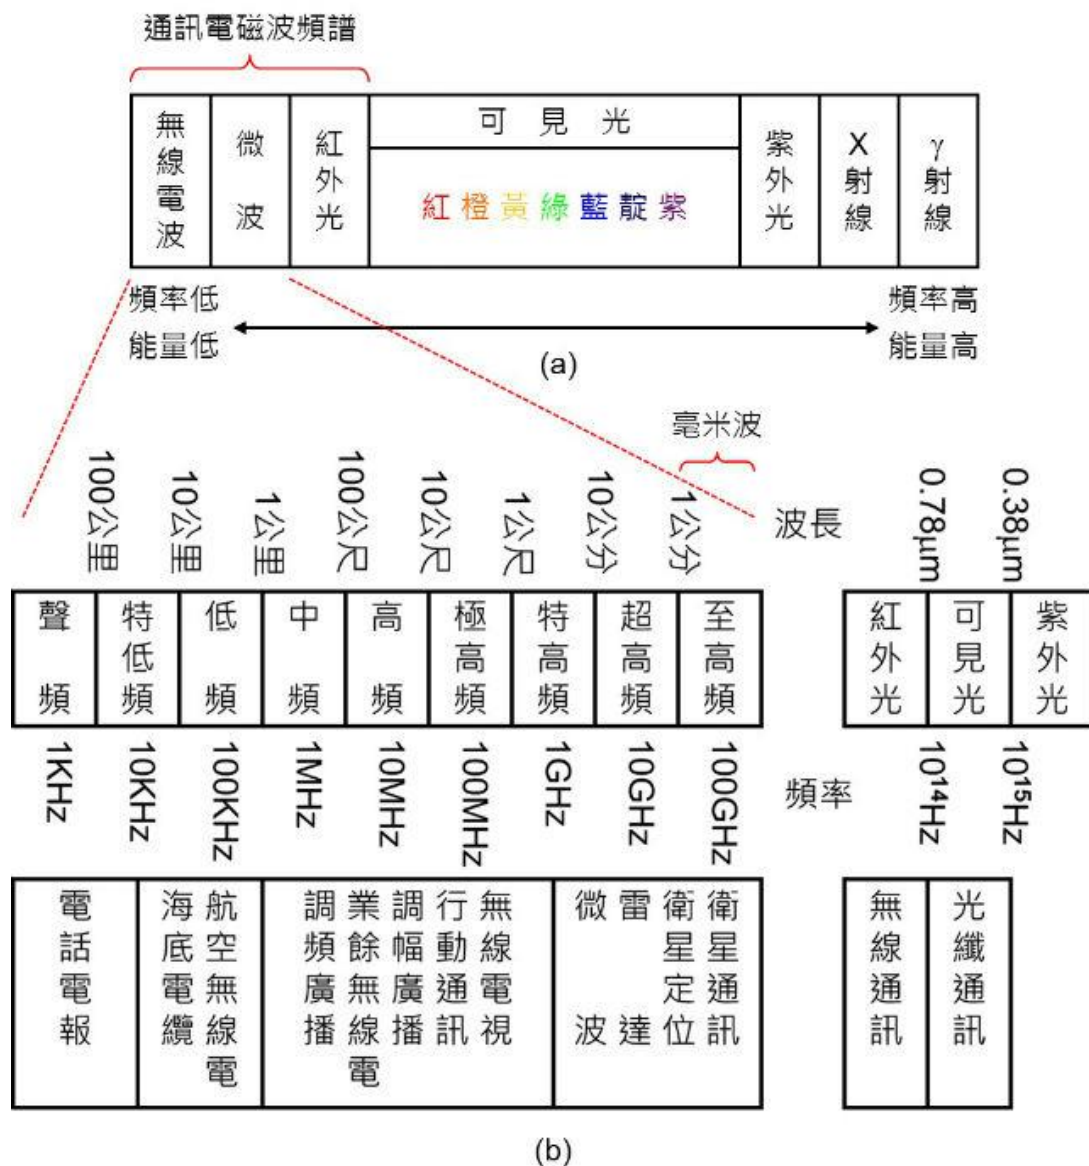 通訊電磁波頻譜
無線電波
微波
紅外光
可見光
紅橙黃綠藍靛紫
紫外光
X射線
γ射線
頻率低
能量低
頻率高
能量高
(a)
毫米波
100公里
10公里
1公里
100公尺
10公尺
1公尺
10公分
1公分
波長
0.78μm
0.38μm
聲頻
特低頻
低頻
中頻
高頻
極高頻
特高頻
超高頻
至高頻
紅外光
可見光
紫外光
1KHz
10KHz
100KHz
1MHz
10MHz
100MHz
1GHz
10GHz
100GHz
頻率
10¹⁴Hz
10¹⁵Hz
電話電報
海底電纜
航空無線電
調頻廣播
業餘無線電
調幅廣播
行動通訊
無線電視
微波
雷達
衛星定位
衛星通訊
無線通訊
光纖通訊
(b)